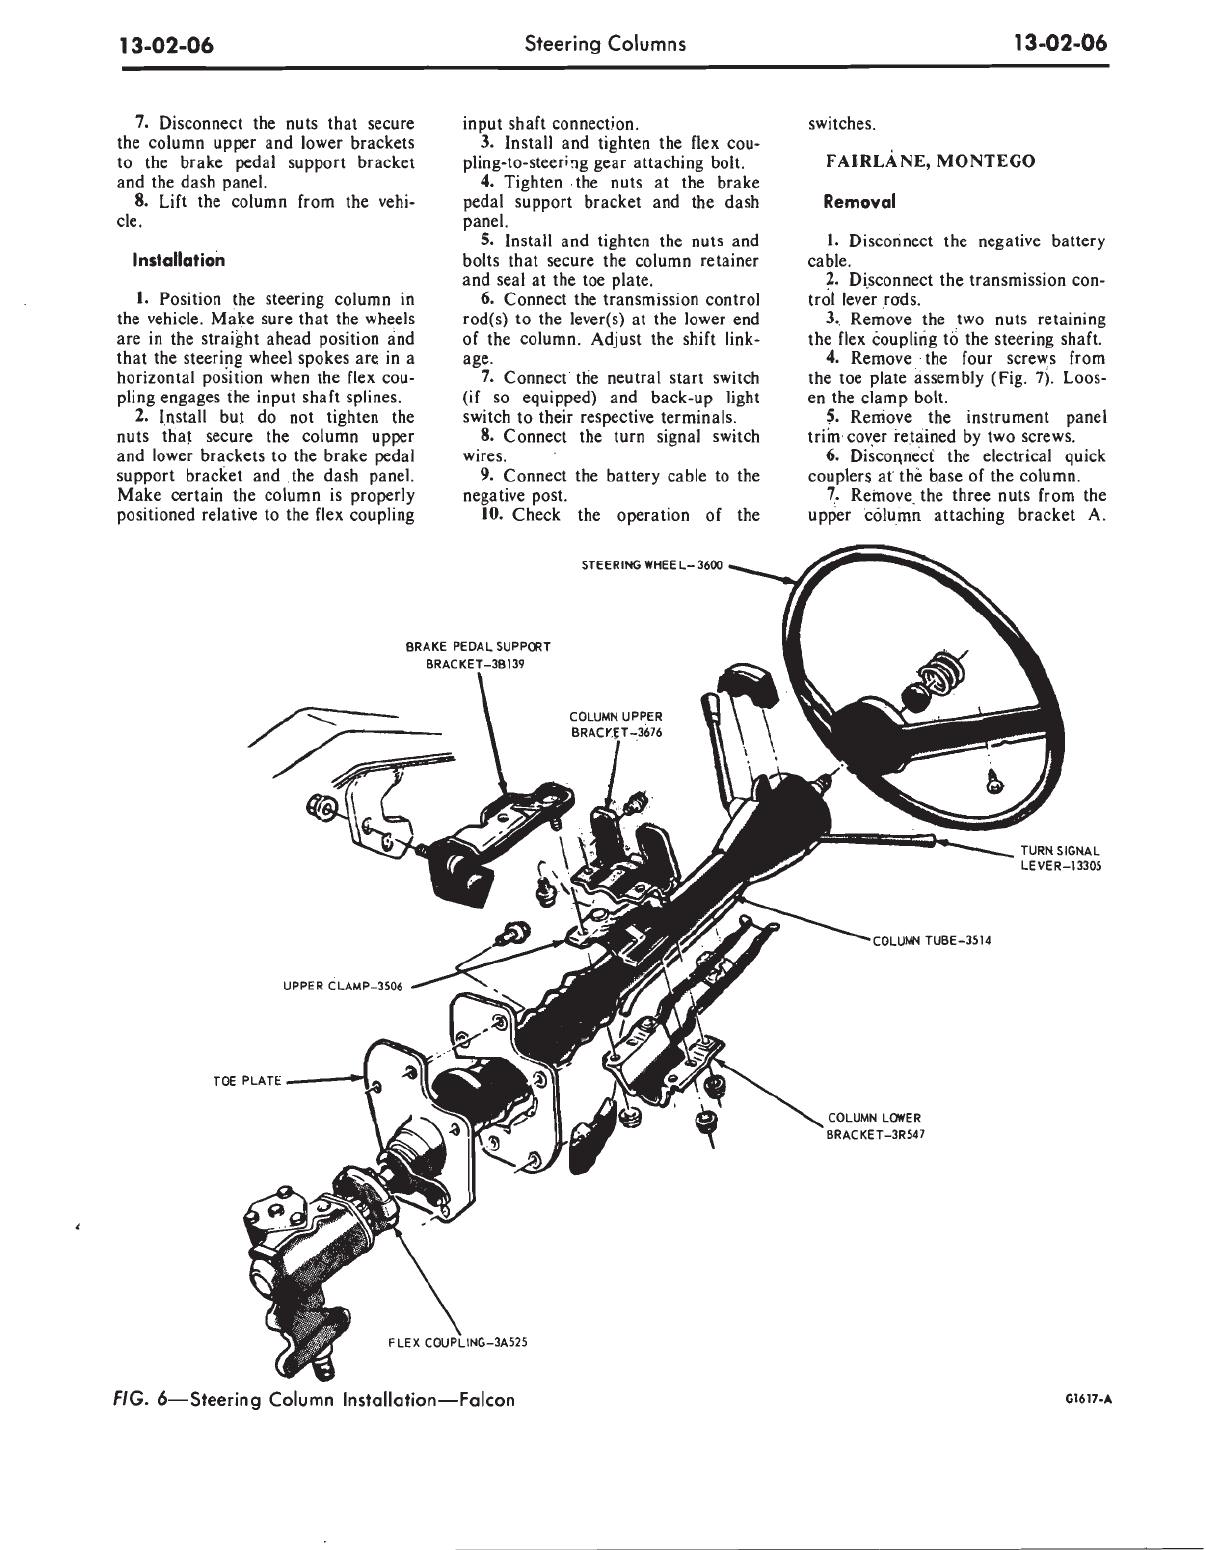 13-02-06
Steering Columns
13-02-06
7. Disconnect the nuts that secure
the column upper and lower brackets
to the brake pedal support bracket
and the dash panel.
8. Lift the column from the vehi-
cle.
Installation
1. Position the steering column in
the vehicle. Make sure that the wheels
are in the straight ahead position and
that the steering wheel spokes are in a
horizontal position when the flex cou-
pling engages the input shaft splines.
2. Install but do not tighten the
nuts that secure the column upper
and lower brackets to the brake pedal
support bracket and the dash panel.
Make certain the column is properly
positioned relative to the flex coupling
input shaft connection.
3. Install and tighten the flex cou-
pling-to-steering gear attaching bolt.
4. Tighten the nuts at the brake
pedal support bracket and the dash
panel.
5. Install and tighten the nuts and
bolts that secure the column retainer
and seal at the toe plate.
6. Connect the transmission control
rod(s) to the lever(s) at the lower end
of the column. Adjust the shift link-
age.
7. Connect the neutral start switch
(if so equipped) and back-up light
switch to their respective terminals.
8. Connect the turn signal switch
wires.
9. Connect the battery cable to the
negative post.
10. Check the operation of the
switches.
FAIRLANE, MONTEGO
Removal
1. Disconnect the negative battery
cable.
2. Disconnect the transmission con-
trol lever rods.
3. Remove the two nuts retaining
the flex coupling to the steering shaft.
4. Remove the four screws from
the toe plate assembly (Fig. 7). Loos-
en the clamp bolt.
5. Remove the instrument panel
trim cover retained by two screws.
6. Disconnect the electrical quick
couplers at the base of the column.
7. Remove the three nuts from the
upper column attaching bracket A.
STEERING WHEEL-3600
BRAKE PEDAL SUPPORT
BRACKET-3B139
COLUMN UPPER
BRACKET-3676
TURN SIGNAL
LEVER-13305
COLUMN TUBE-3514
UPPER CLAMP-3506
TOE PLATE
COLUMN LOWER
BRACKET-3R547
FLEX COUPLING-3A525
FIG. 6—Steering Column Installation—Falcon
G1617-A